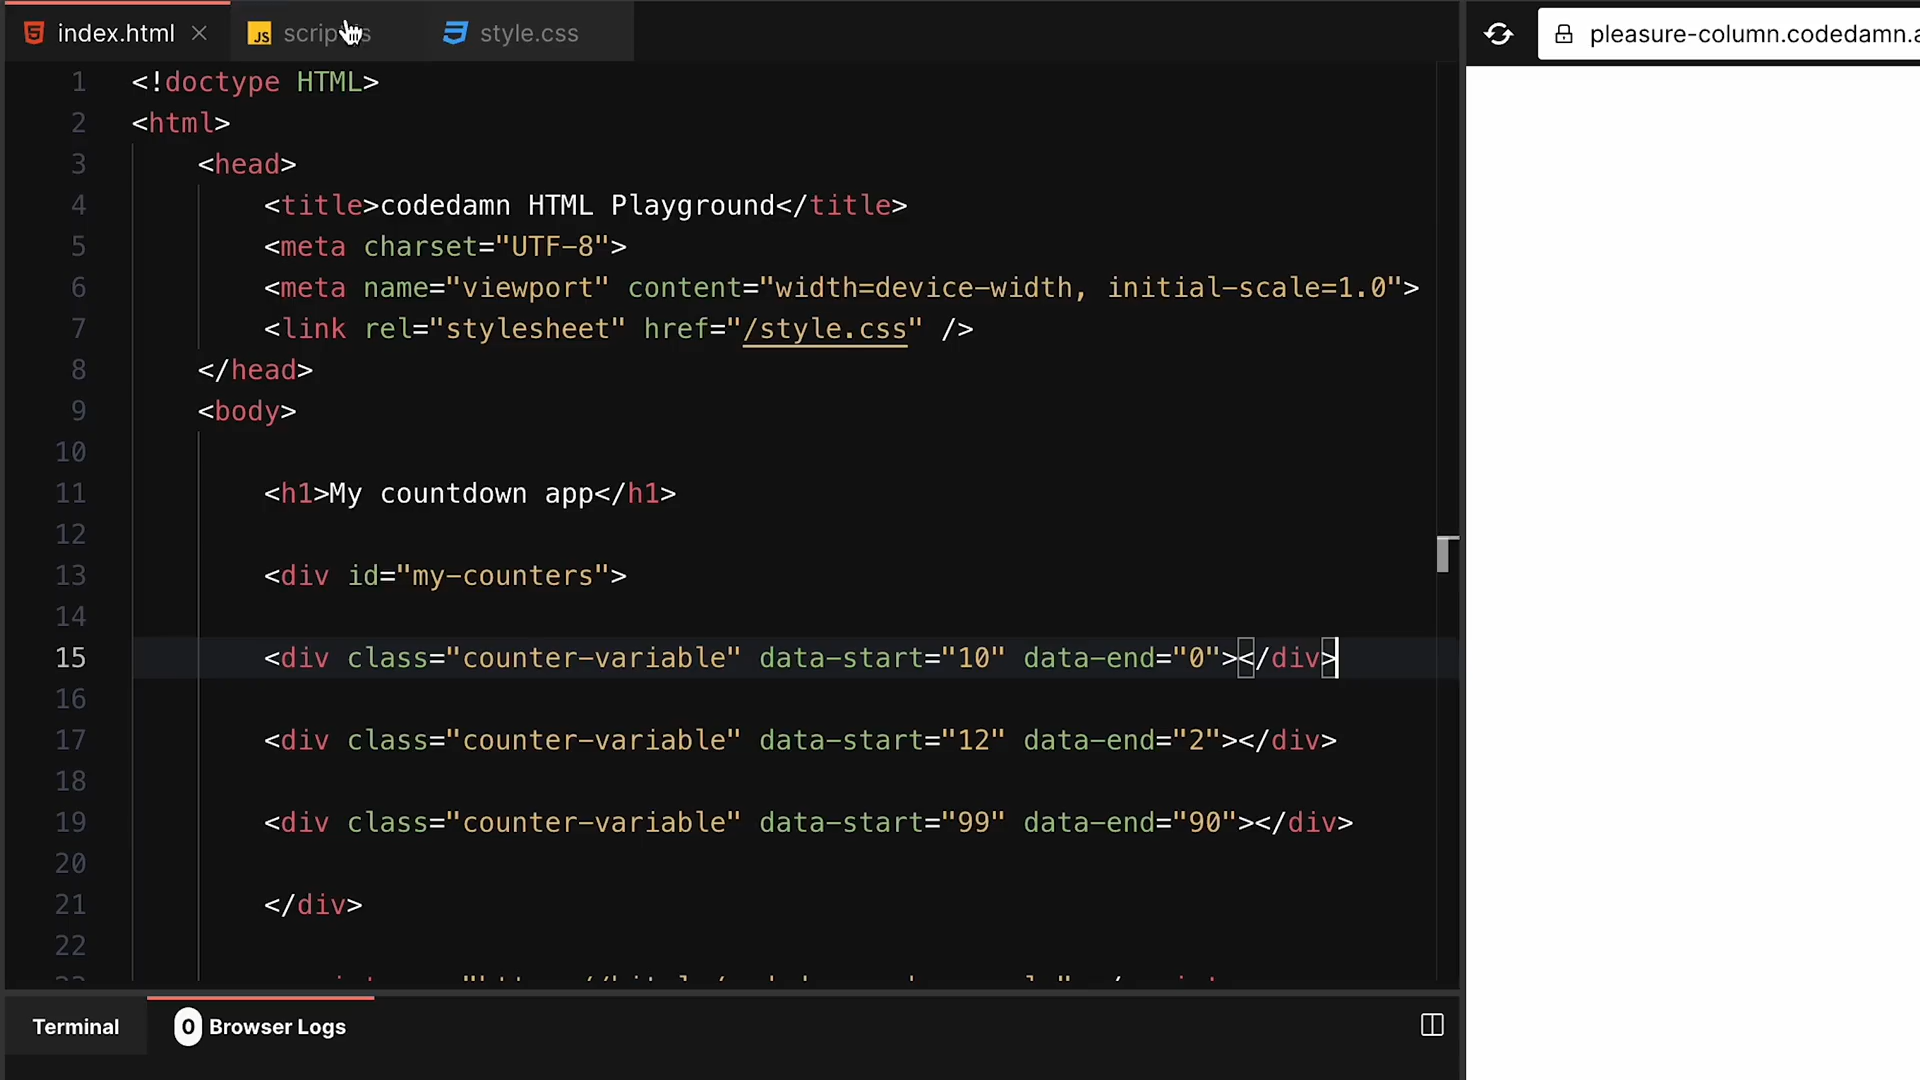 index.html
style.css
pleasure-column.codedamn.a
1 <!doctype HTML>
2 <html>
3 <head>
4 <title>codedamn HTML Playground</title>
5 <meta charset="UTF-8">
6 <meta name="viewport" content="width=device-width, initial-scale=1.0">
7 <link rel="stylesheet" href="/style.css" />
8 </head>
9 <body>
10
11 <h1>My countdown app</h1>
12
13 <div id="my-counters">
14
15 <div class="counter-variable" data-start="10" data-end="0"></div>
16
17 <div class="counter-variable" data-start="12" data-end="2"></div>
18
19 <div class="counter-variable" data-start="99" data-end="90"></div>
20
21 </div>
22
Terminal
0 Browser Logs